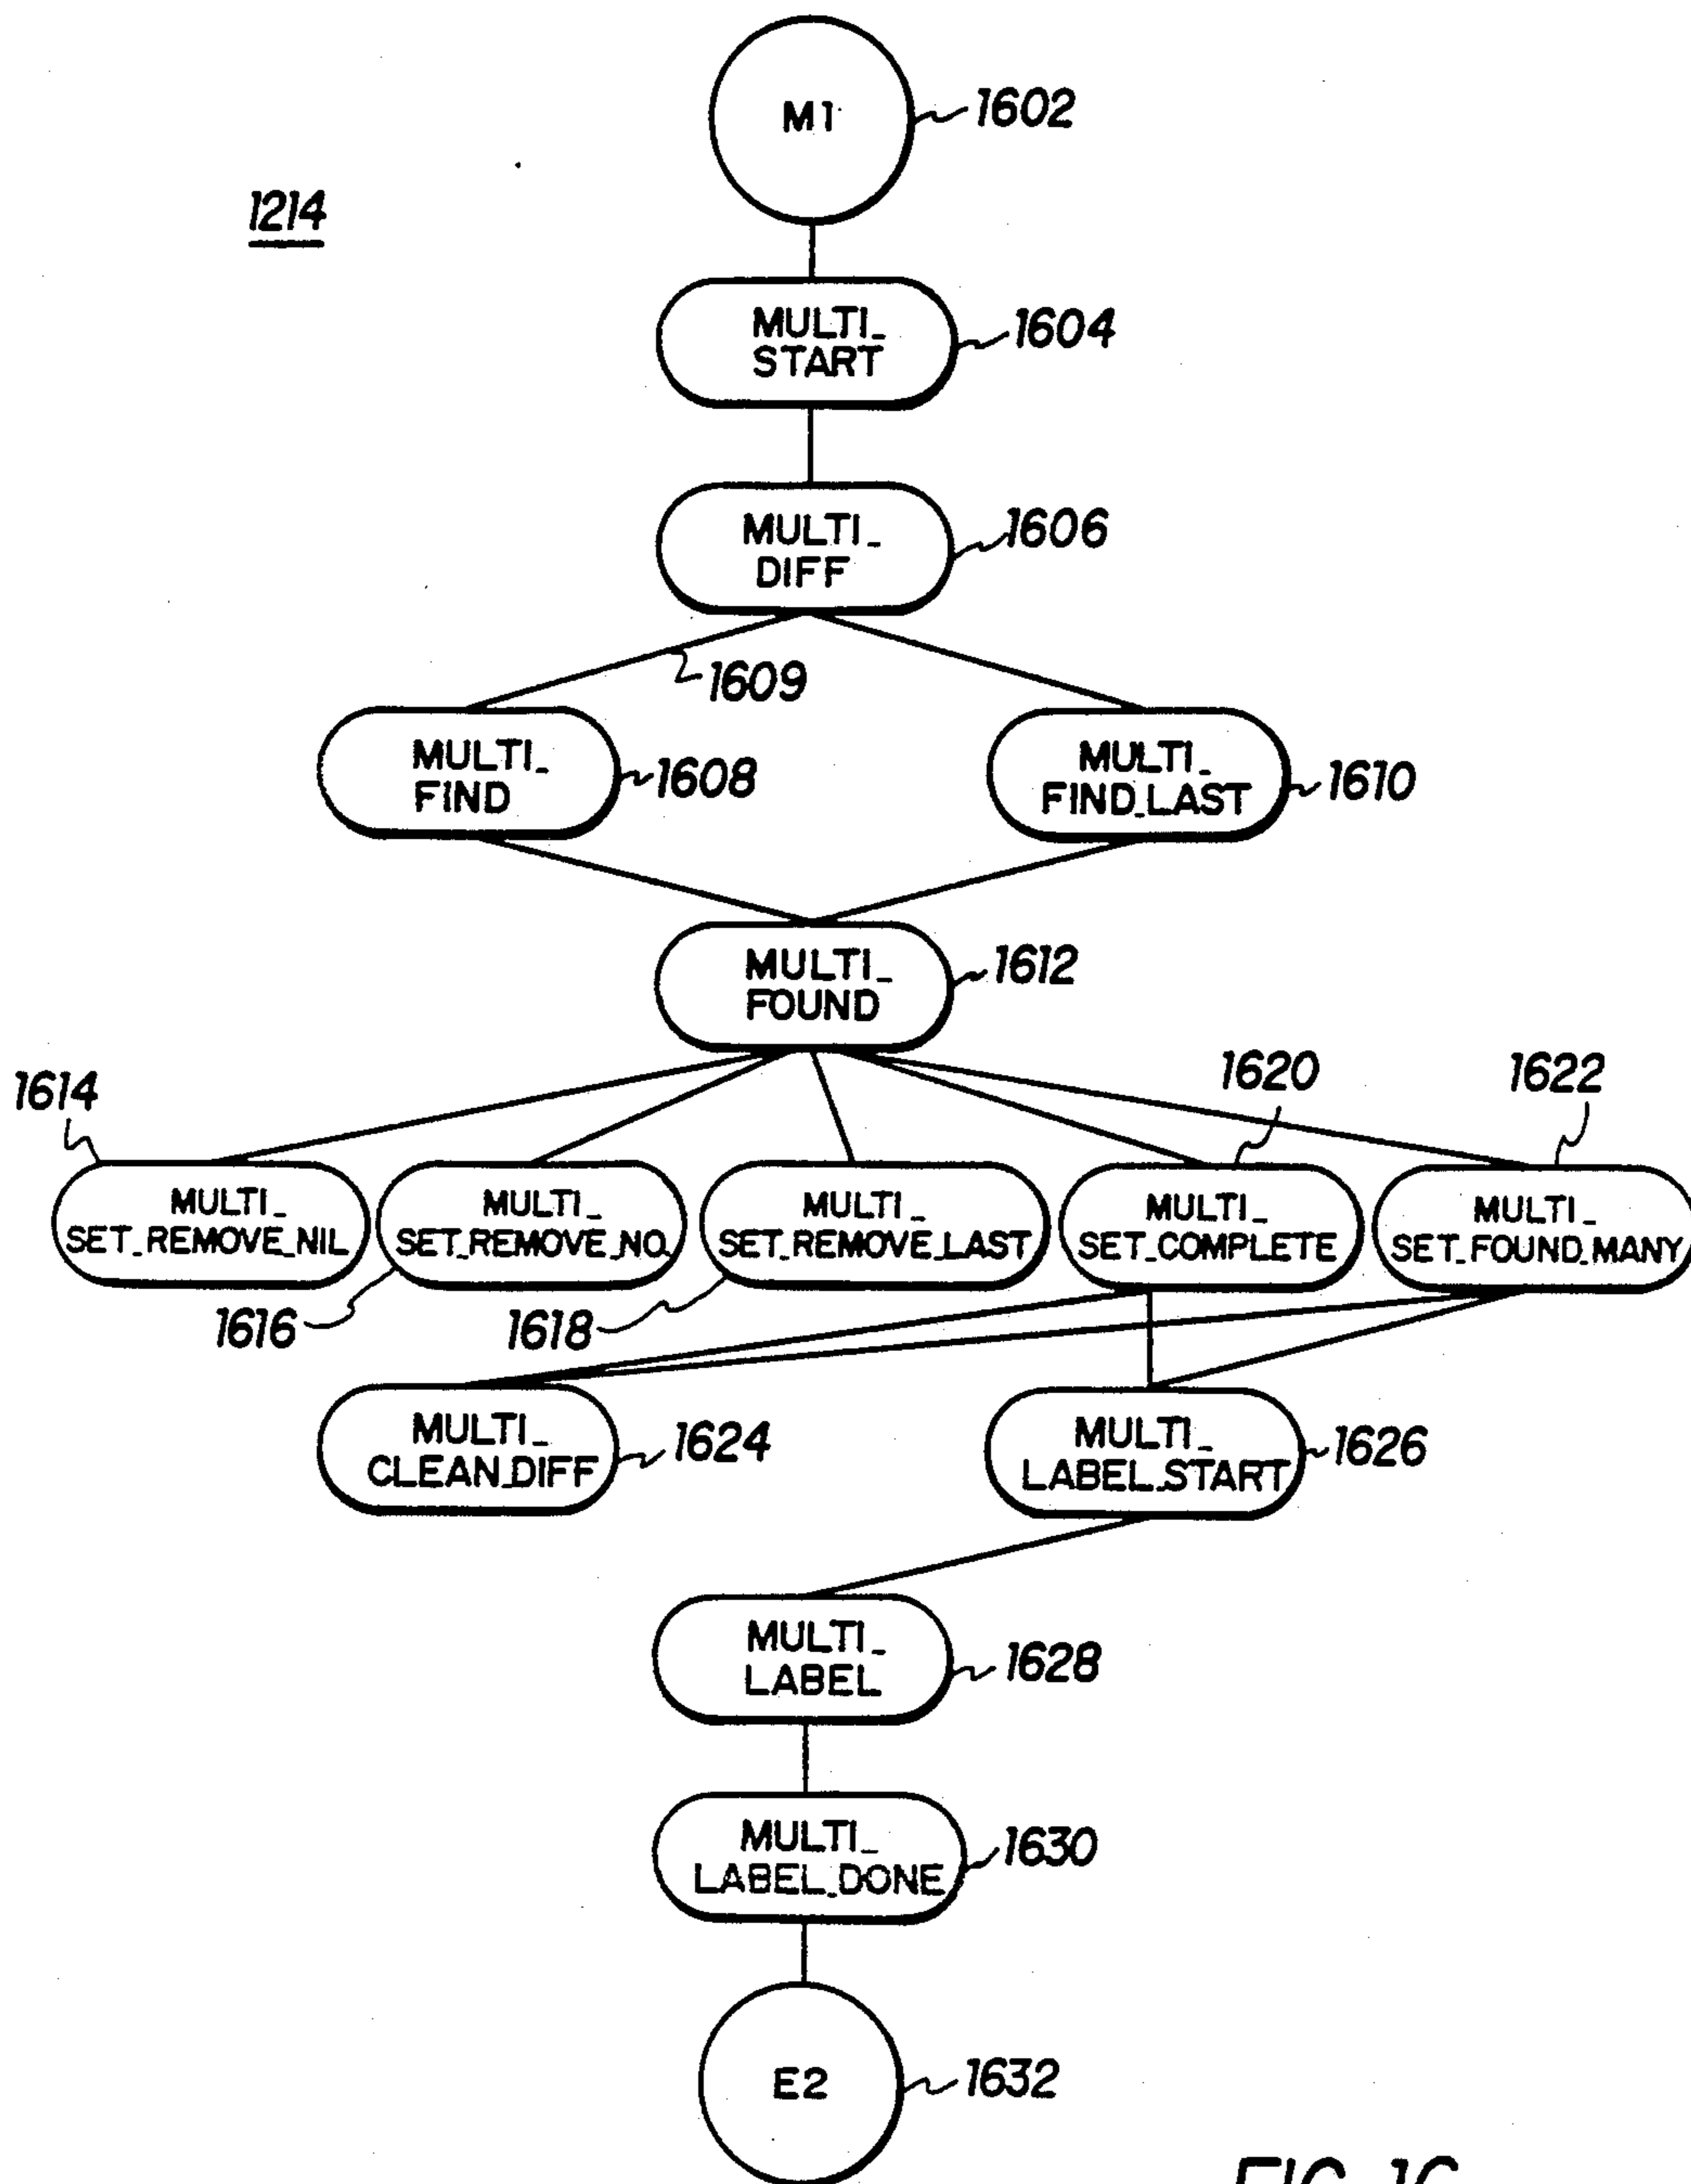 M1
1602
1214
MULTI_
START
1604
MULTI_
DIFF
1606
1609
MULTI_
FIND
1608
MULTI_
FIND_LAST
1610
MULTI_
FOUND
1612
1614
1620
1622
MULTI_
SET_REMOVE_NIL
MULTI_
SET_REMOVE_NO
MULTI_
SET_REMOVE_LAST
MULTI_
SET_COMPLETE
MULTI_
SET_FOUND_MANY
1616
1618
MULTI_
CLEAN_DIFF
1624
MULTI_
LABEL_START
1626
MULTI_
LABEL
1628
MULTI_
LABEL_DONE
1630
E2
1632
FIG. 16